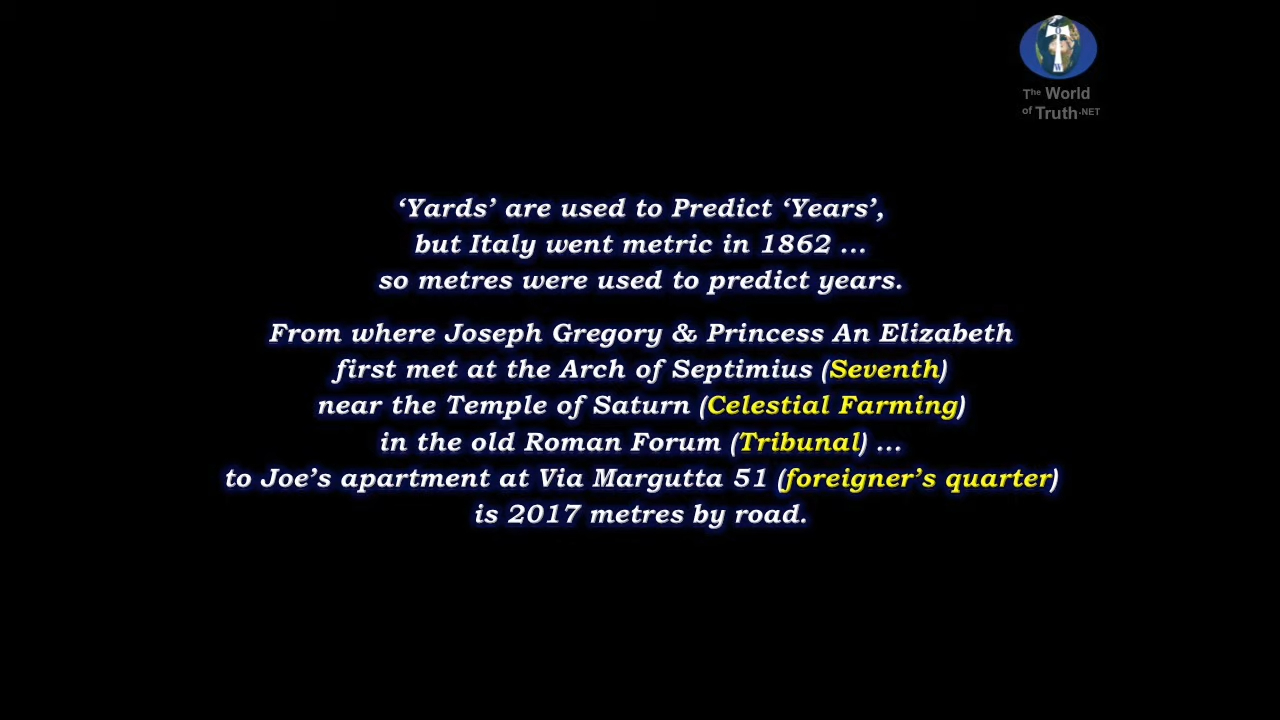 The World
of Truth.NET
‘Yards’ are used to Predict ‘Years’,
but Italy went metric in 1862 ...
so metres were used to predict years.
From where Joseph Gregory & Princess An Elizabeth
first met at the Arch of Septimius (Seventh)
near the Temple of Saturn (Celestial Farming)
in the old Roman Forum (Tribunal) ...
to Joe’s apartment at Via Margutta 51 (foreigner’s quarter)
is 2017 metres by road.